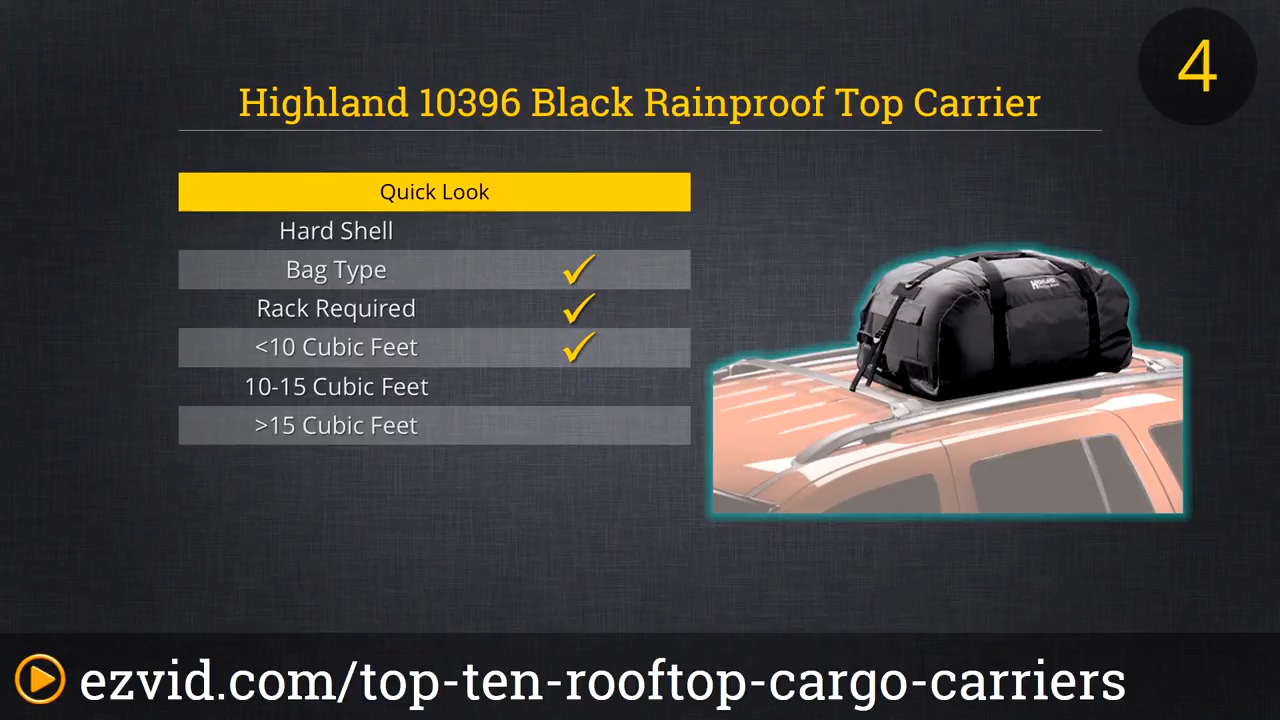 4
Highland 10396 Black Rainproof Top Carrier
Quick Look
Hard Shell
Bag Type ✓
Rack Required ✓
<10 Cubic Feet ✓
10-15 Cubic Feet
>15 Cubic Feet
HIGHLAND
ezvid.com/top-ten-rooftop-cargo-carriers